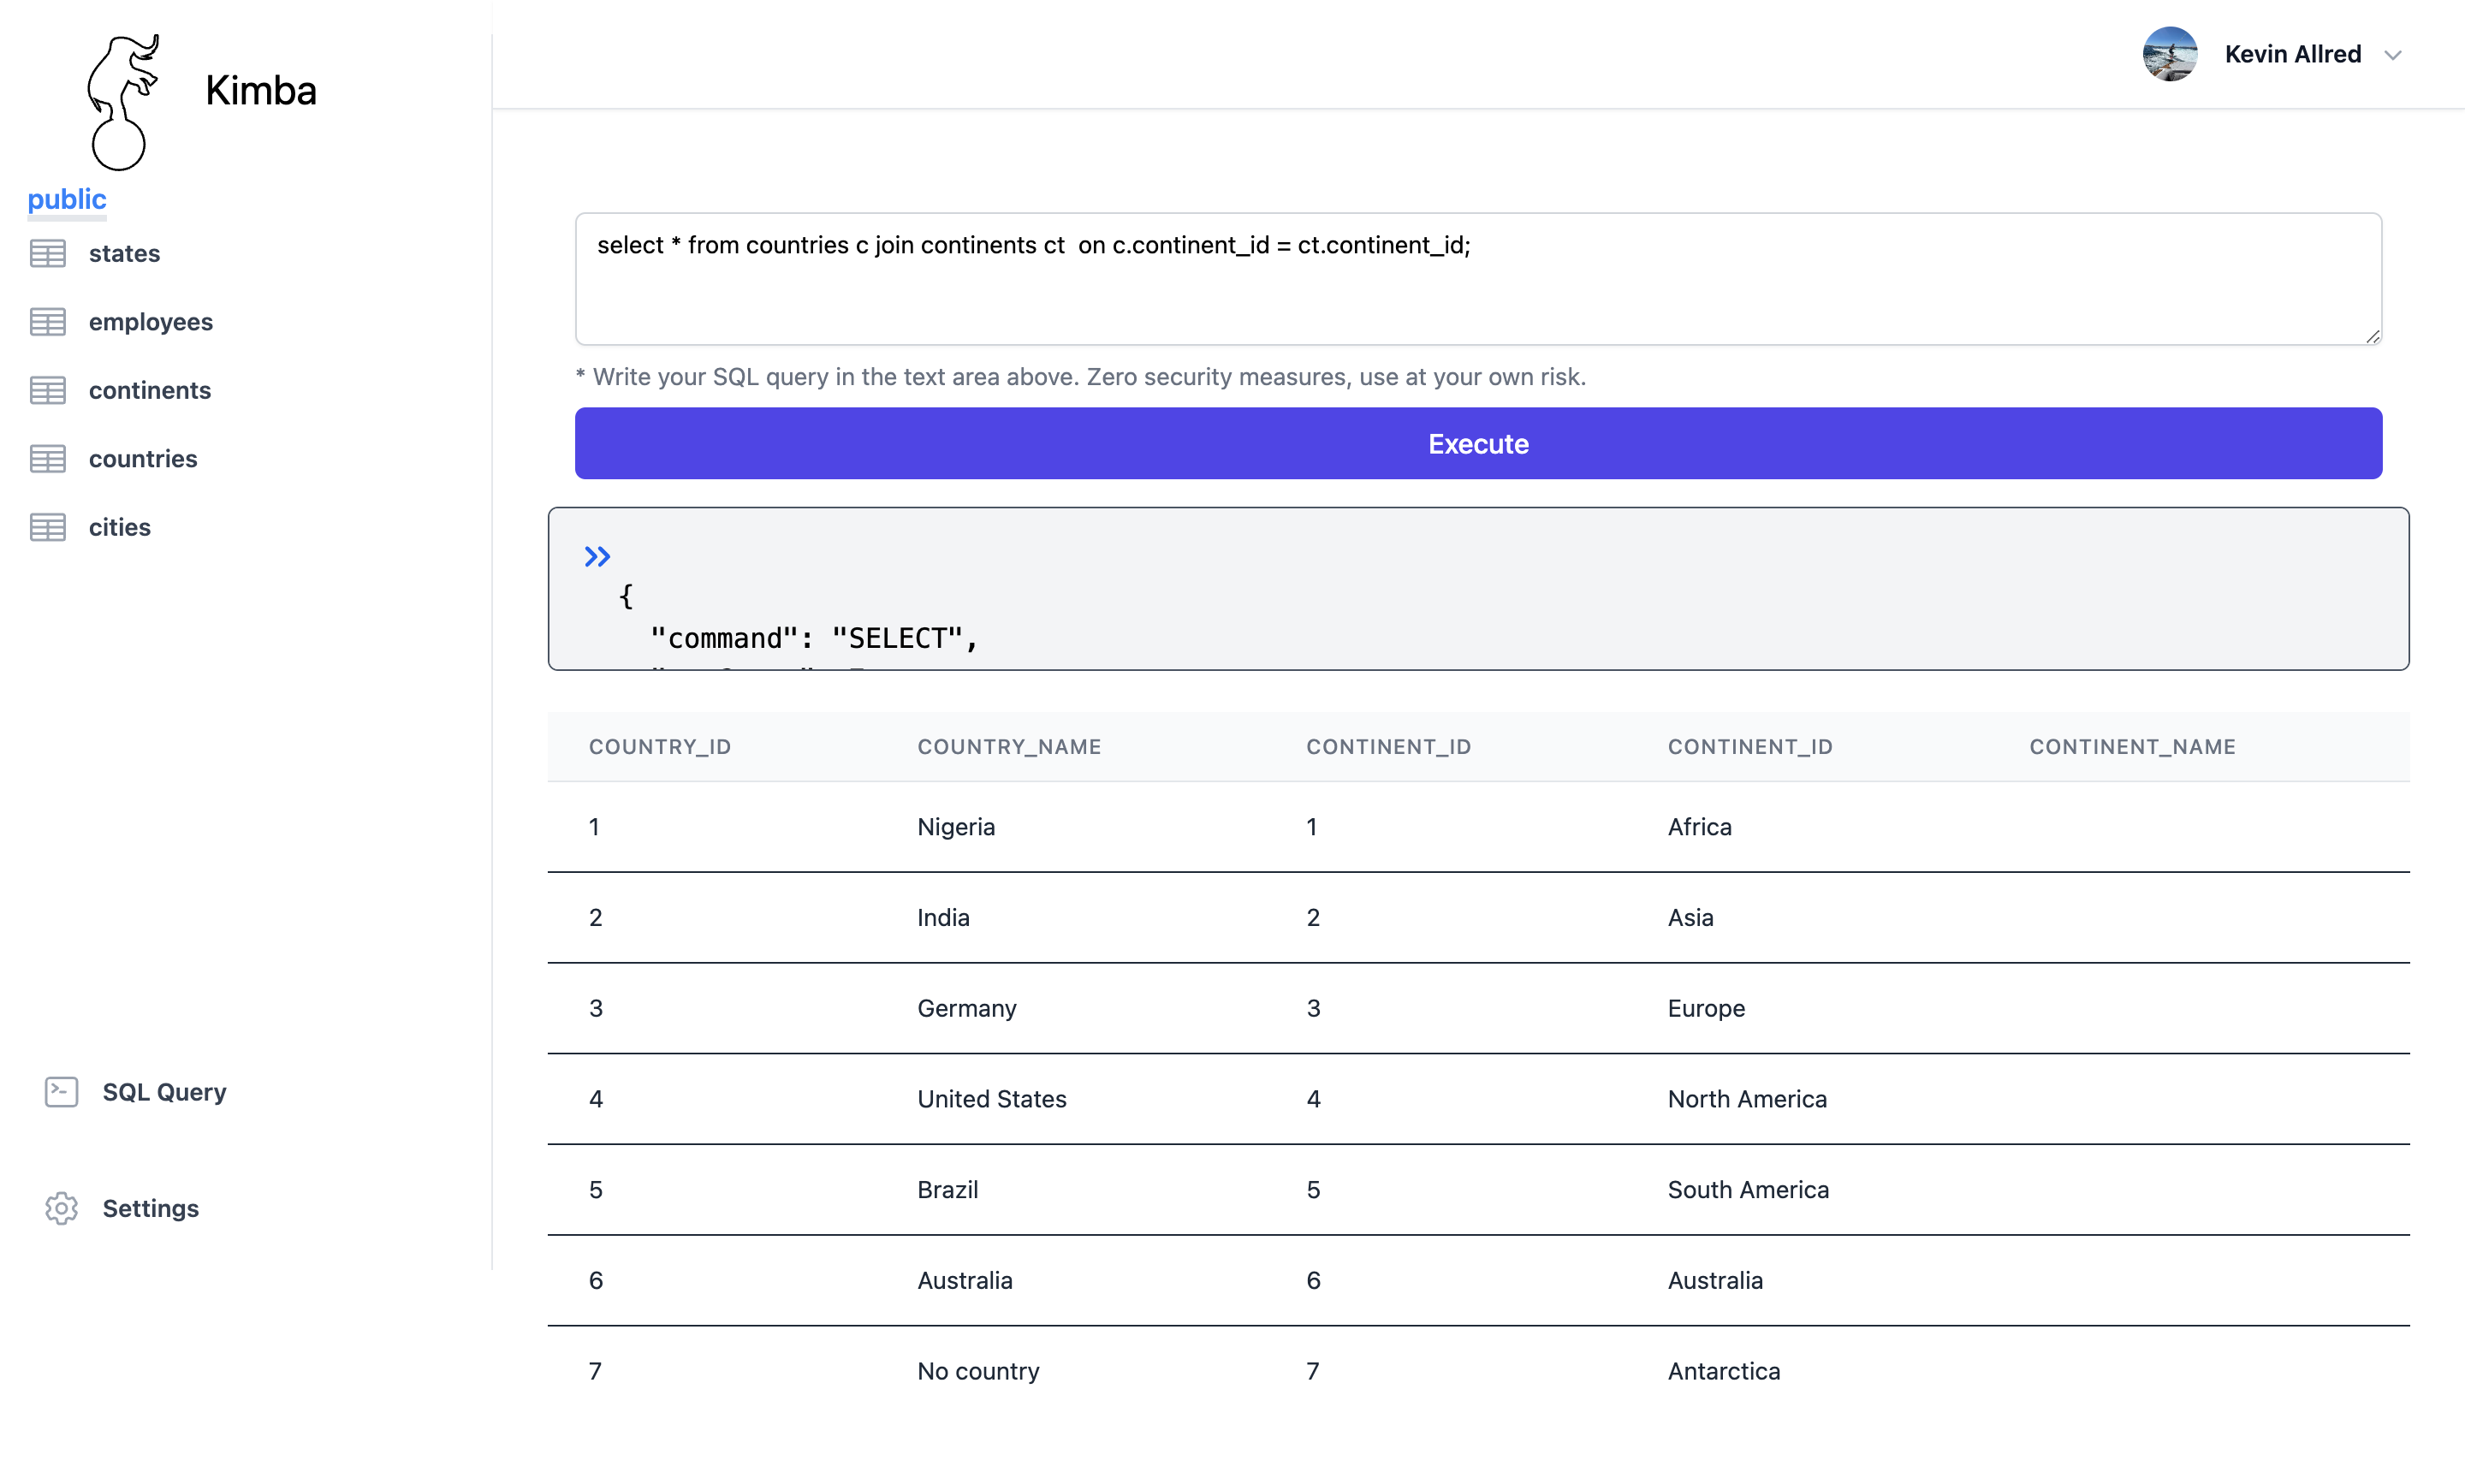 Kimba
Kevin Allred
public
states
employees
continents
countries
cities
SQL Query
Settings
select * from countries c join continents ct  on c.continent_id = ct.continent_id;
* Write your SQL query in the text area above. Zero security measures, use at your own risk.
Execute
{
"command": "SELECT",
COUNTRY_ID COUNTRY_NAME CONTINENT_ID CONTINENT_ID CONTINENT_NAME
1 Nigeria 1 Africa
2 India 2 Asia
3 Germany 3 Europe
4 United States 4 North America
5 Brazil 5 South America
6 Australia 6 Australia
7 No country 7 Antarctica